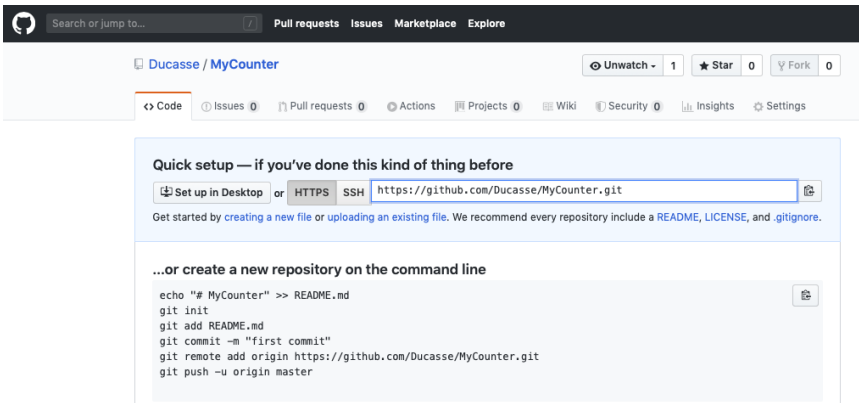 Search or jump to... / Pull requests Issues Marketplace Explore
Ducasse / MyCounter Unwatch 1 Star 0 Fork 0
Code Issues 0 Pull requests 0 Actions Projects 0 Wiki Security 0 Insights Settings
Quick setup — if you've done this kind of thing before
Set up in Desktop or HTTPS SSH https://github.com/Ducasse/MyCounter.git
Get started by creating a new file or uploading an existing file. We recommend every repository include a README, LICENSE, and .gitignore.
...or create a new repository on the command line
echo "# MyCounter" >> README.md
git init
git add README.md
git commit -m "first commit"
git remote add origin https://github.com/Ducasse/MyCounter.git
git push -u origin master